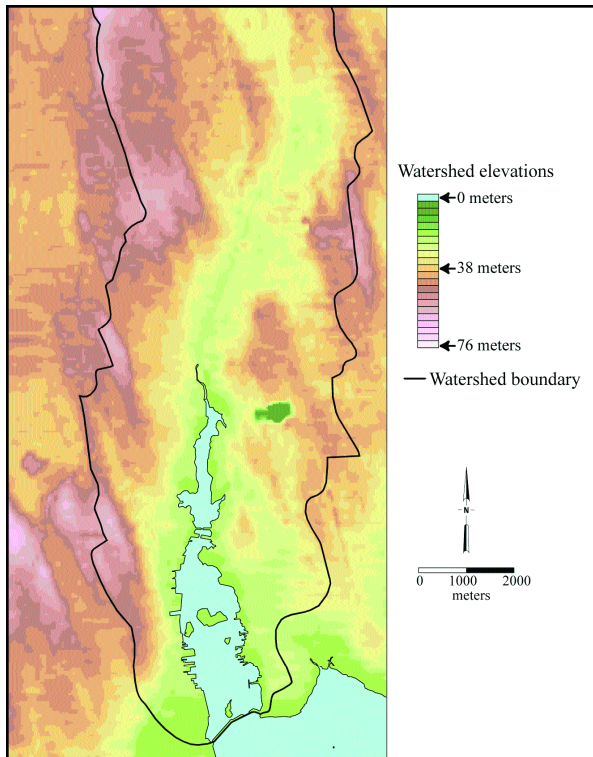 Watershed elevations
0 meters
38 meters
76 meters
Watershed boundary
N
0 1000 2000
meters